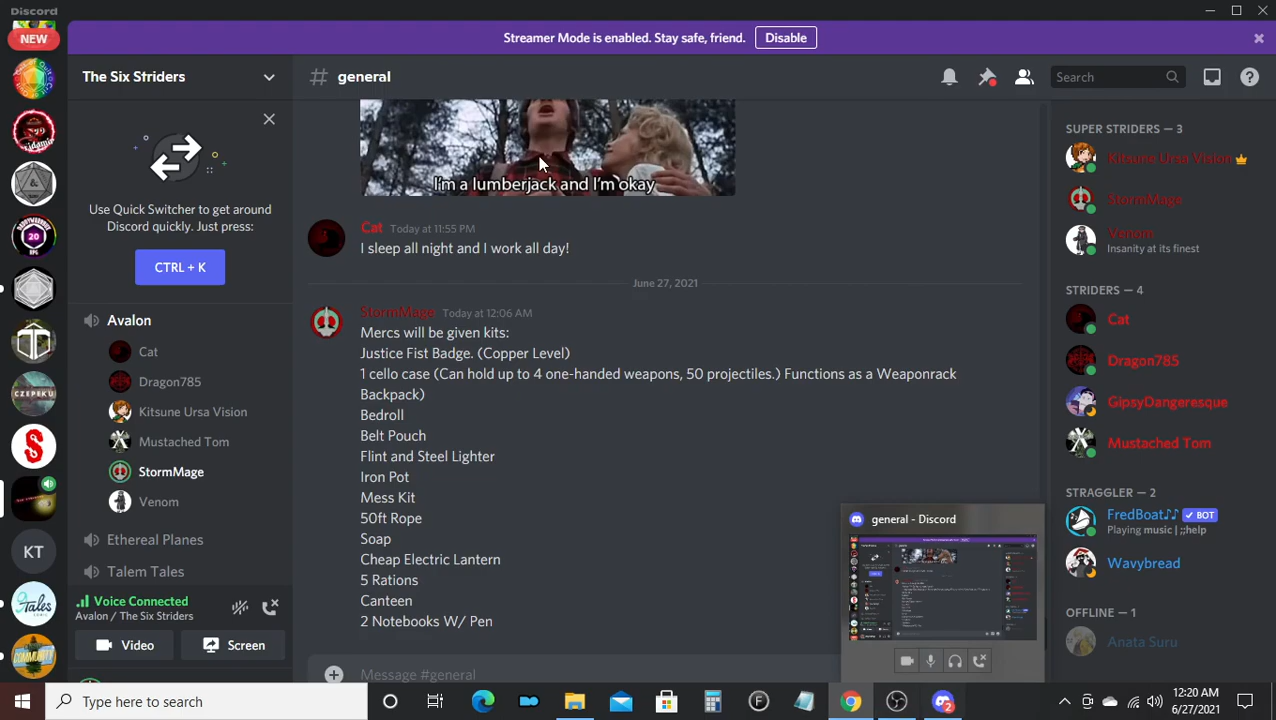 Discord
NEW
Streamer Mode is enabled. Stay safe, friend.
Disable
The Six Striders
general
Search
Use Quick Switcher to get around
Discord quickly. Just press:
CTRL + K
Avalon
Cat
Dragon785
Kitsune Ursa Vision
Mustached Tom
StormMage
Venom
Ethereal Planes
Talem Tales
Voice Connected
Avalon / The Six Striders
Video
Screen
KT
I'm a lumberjack and I'm okay
Cat Today at 11:55 PM
I sleep all night and I work all day!
June 27, 2021
StormMage Today at 12:06 AM
Mercs will be given kits:
Justice Fist Badge. (Copper Level)
1 cello case (Can hold up to 4 one-handed weapons, 50 projectiles.) Functions as a Weaponrack
Backpack)
Bedroll
Belt Pouch
Flint and Steel Lighter
Iron Pot
Mess Kit
50ft Rope
Soap
Cheap Electric Lantern
5 Rations
Canteen
2 Notebooks W/ Pen
Message #general
SUPER STRIDERS — 3
Kitsune Ursa Vision
StormMage
Venom
Insanity at its finest
STRIDERS — 4
Cat
Dragon785
GipsyDangeresque
Mustached Tom
STRAGGLER — 2
FredBoat♪♪ ✓ BOT
Playing music | ;;help
Wavybread
OFFLINE — 1
Anata Suru
general - Discord
Type here to search
12:20 AM
6/27/2021